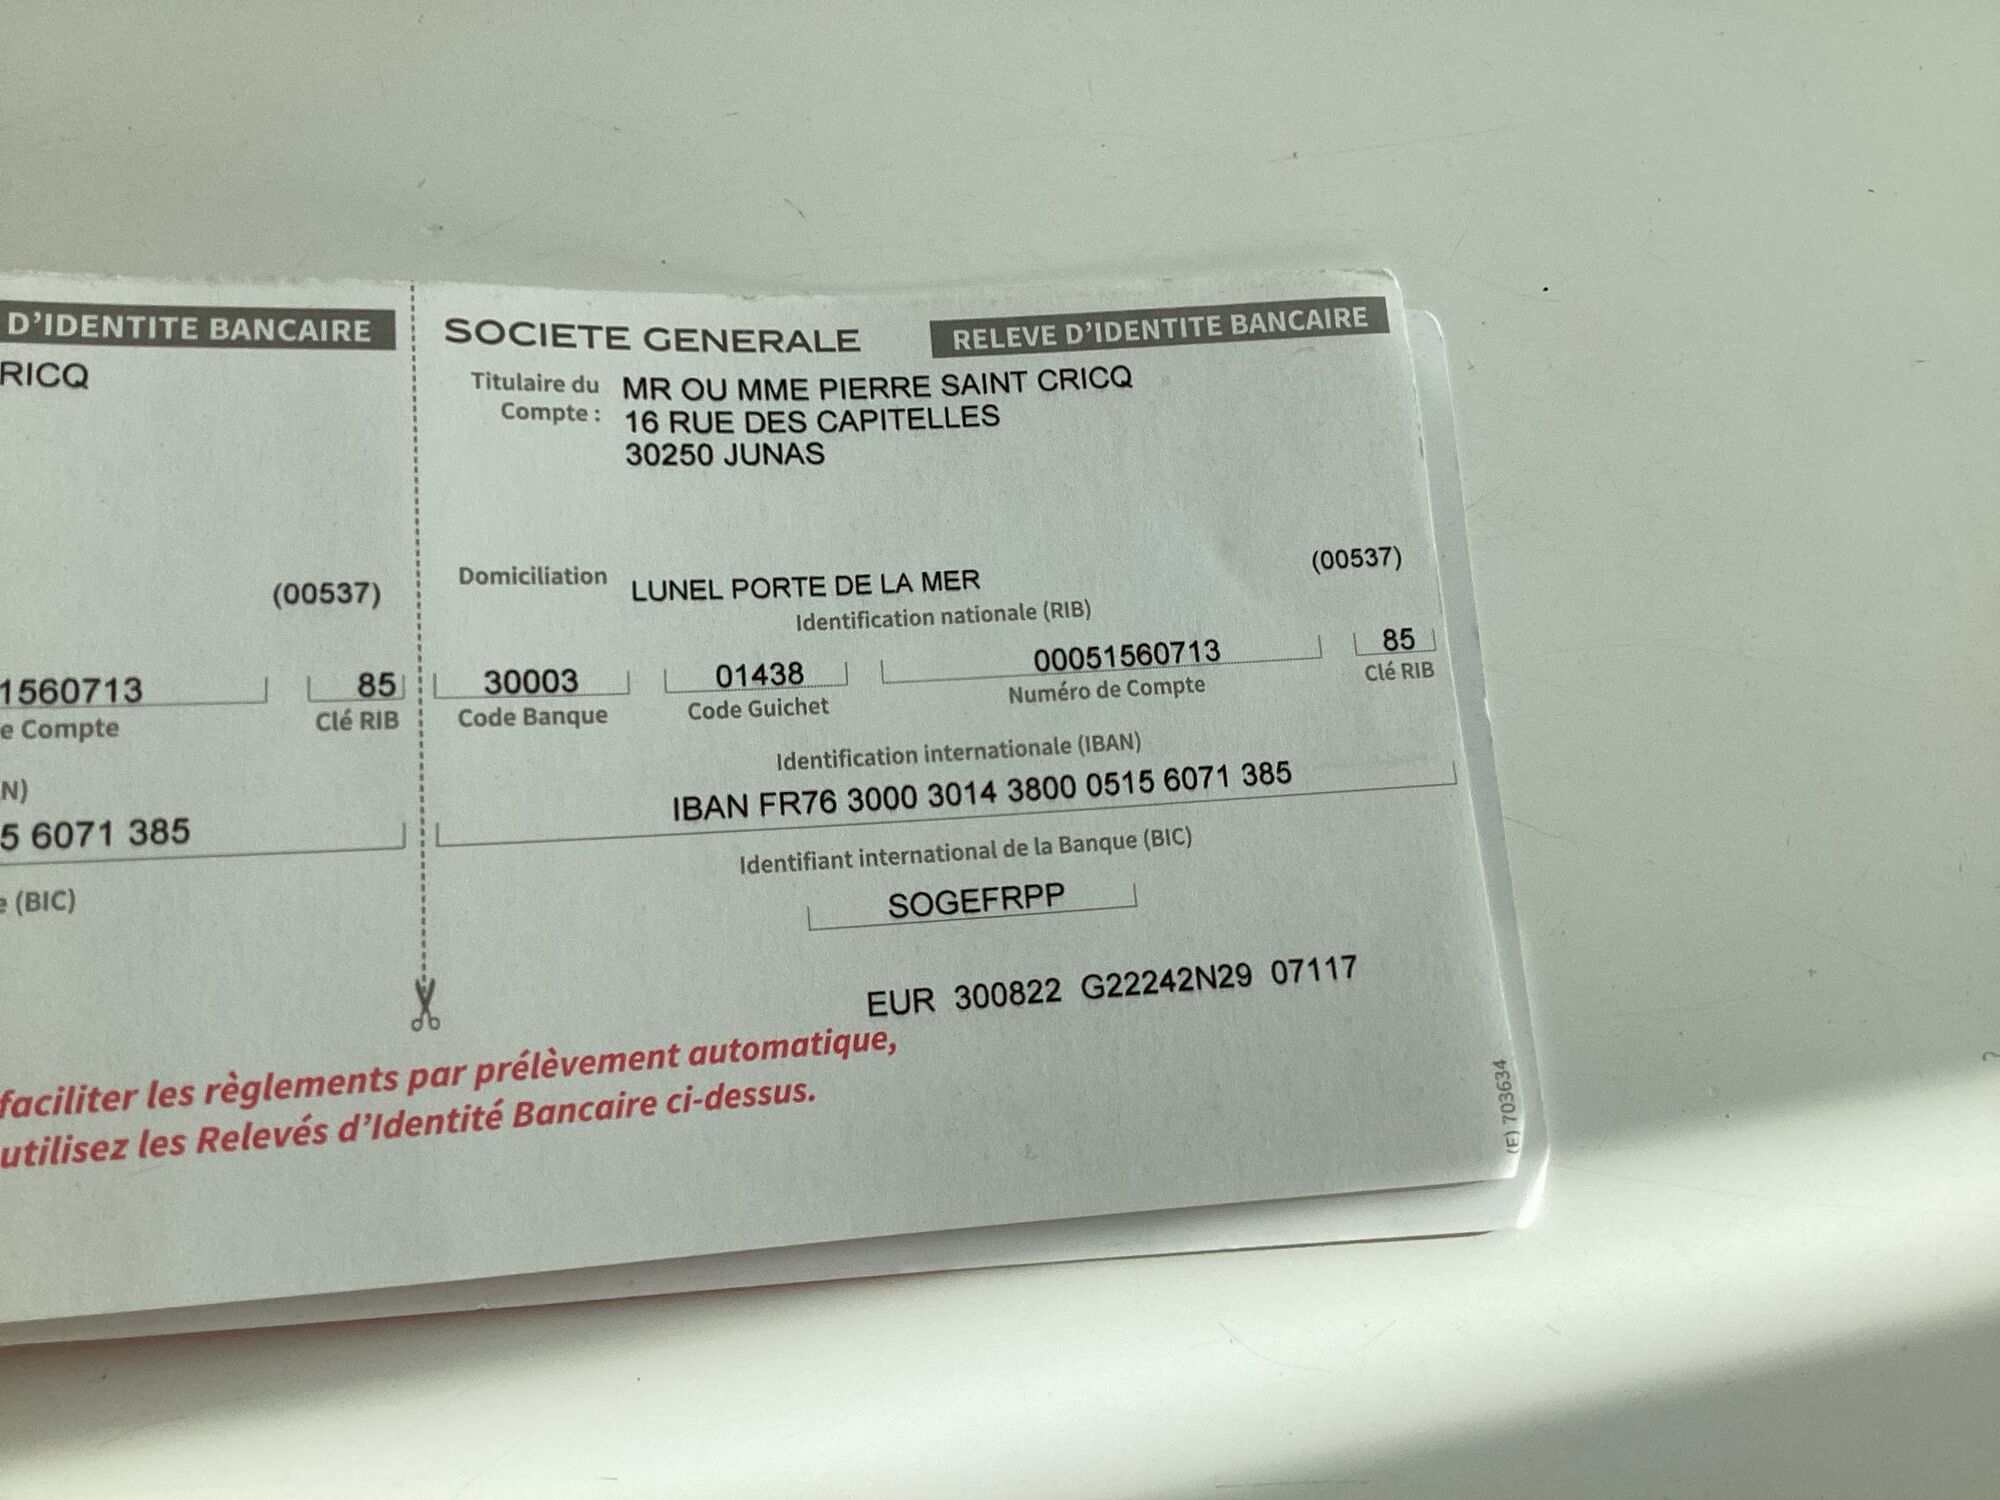 D'IDENTITE BANCAIRE
RICQ
(00537)
1560713
85
e Compte
Clé RIB
N)
5 6071 385
e (BIC)
SOCIETE GENERALE
RELEVE D'IDENTITE BANCAIRE
Titulaire du MR OU MME PIERRE SAINT CRICQ
Compte : 16 RUE DES CAPITELLES
30250 JUNAS
(00537)
Domiciliation LUNEL PORTE DE LA MER
Identification nationale (RIB)
30003 01438 00051560713 85
Code Banque Code Guichet Numéro de Compte Clé RIB
Identification internationale (IBAN)
IBAN FR76 3000 3014 3800 0515 6071 385
Identifiant international de la Banque (BIC)
SOGEFRPP
EUR 300822 G22242N29 07117
faciliter les règlements par prélèvement automatique,
utilisez les Relevés d'Identité Bancaire ci-dessus.
(E) 703634